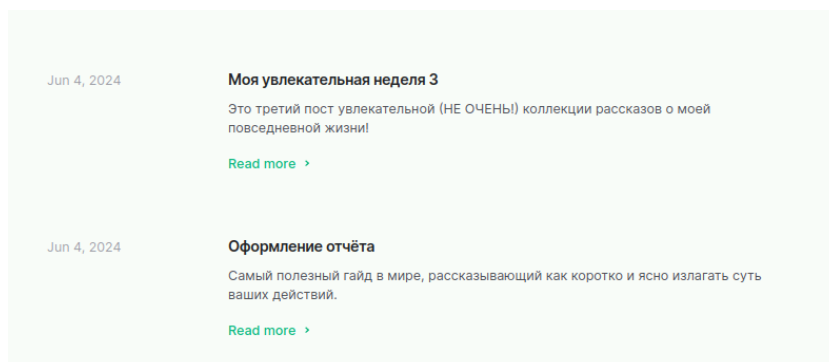 Jun 4, 2024
Моя увлекательная неделя 3
Это третий пост увлекательной (НЕ ОЧЕНЬ!) коллекции рассказов о моей
повседневной жизни!
Read more
Jun 4, 2024
Оформление отчёта
Самый полезный гайд в мире, рассказывающий как коротко и ясно излагать суть
ваших действий.
Read more